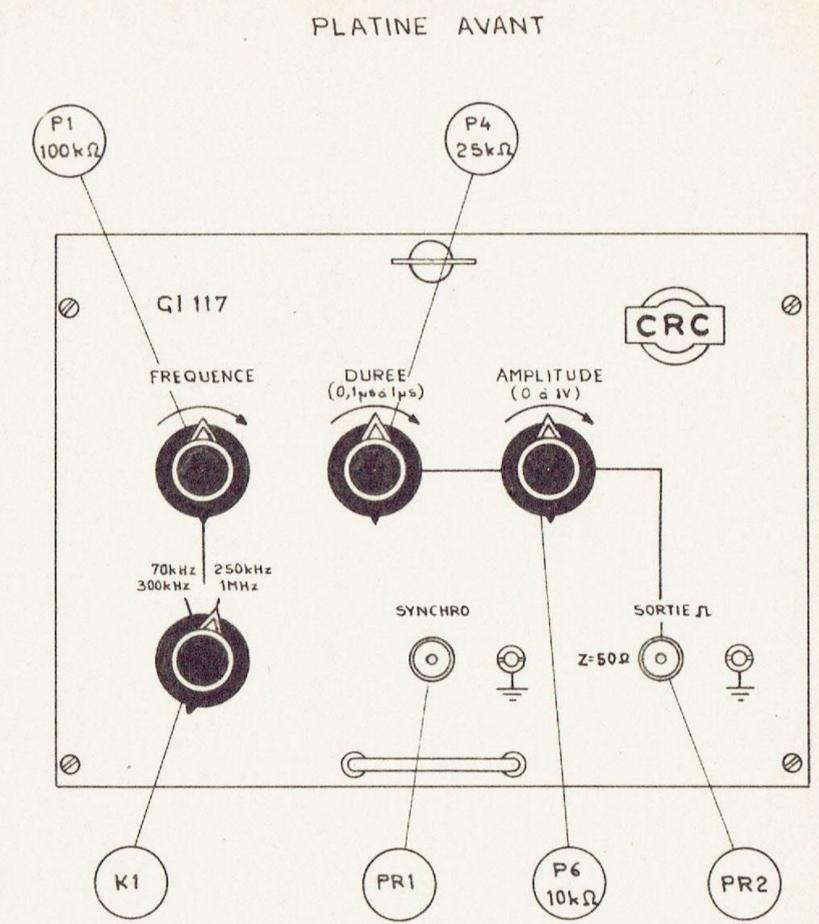 PLATINE AVANT
P1
100kΩ
P4
25kΩ
GI 117
CRC
FREQUENCE
DUREE
(0,1µs à 1µs)
AMPLITUDE
(0 à 1V)
70kHz
300kHz
250kHz
1MHz
SYNCHRO
SORTIE
Z=50Ω
K1
PR1
P6
10kΩ
PR2